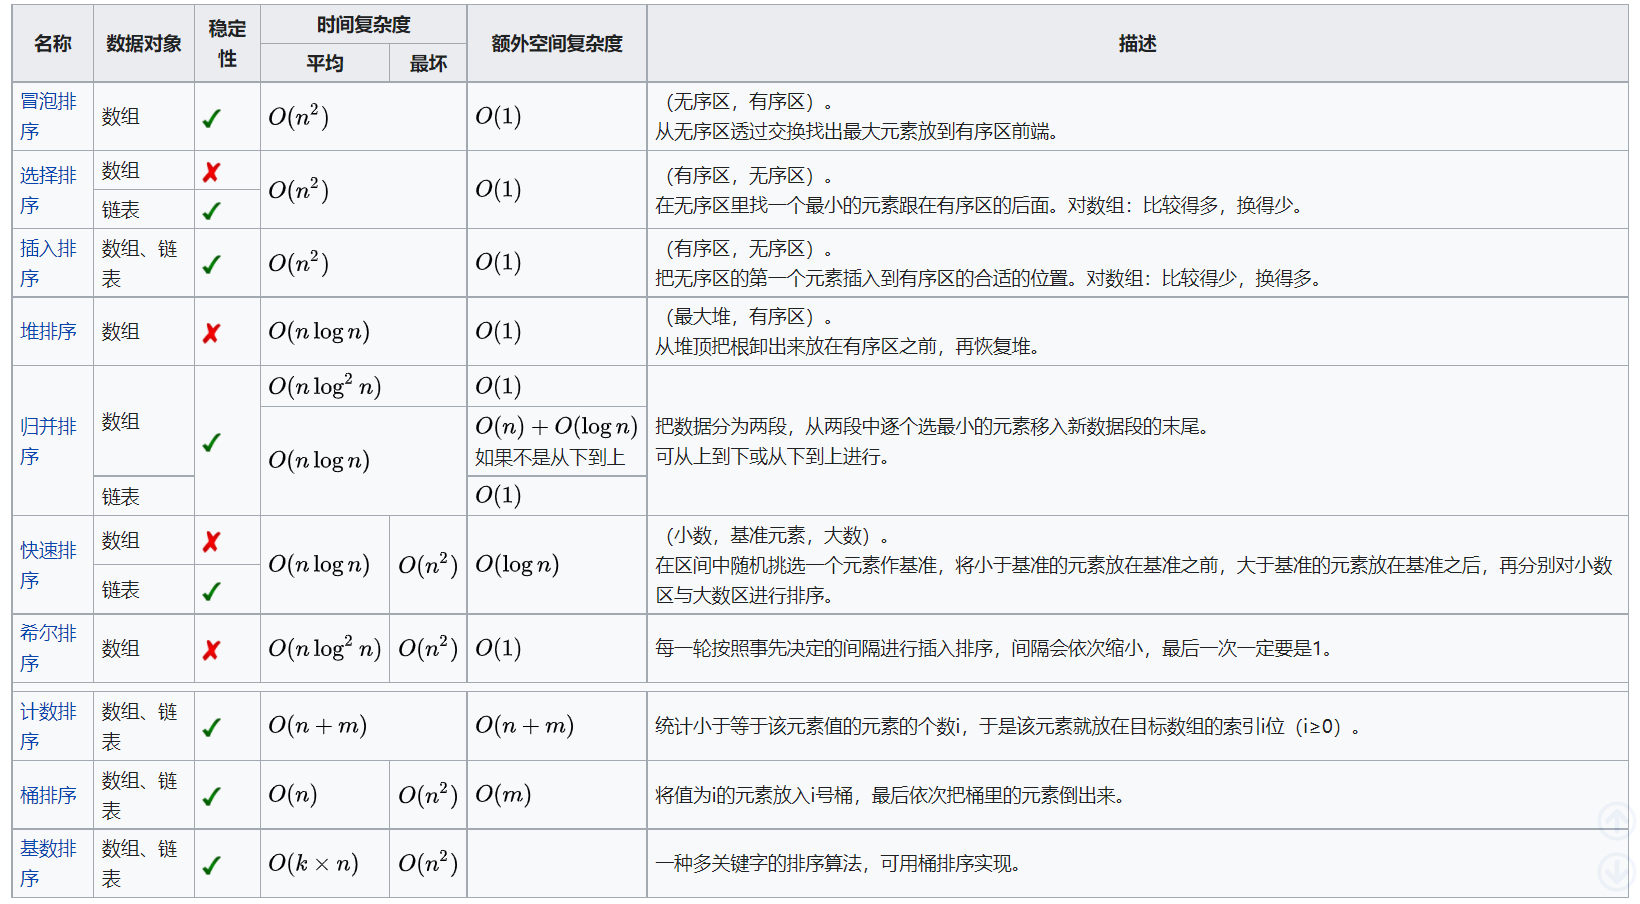 名称 数据对象 稳定性 时间复杂度 额外空间复杂度 描述
平均 最坏
冒泡排序 数组 ✓ O(n²) O(1) （无序区，有序区）。
从无序区透过交换找出最大元素放到有序区前端。
选择排序 数组 ✗ O(n²) O(1) （有序区，无序区）。
链表 ✓ 在无序区里找一个最小的元素跟在有序区的后面。对数组：比较得多，换得少。
插入排序 数组、链表 ✓ O(n²) O(1) （有序区，无序区）。
把无序区的第一个元素插入到有序区的合适的位置。对数组：比较得少，换得多。
堆排序 数组 ✗ O(n log n) O(1) （最大堆，有序区）。
从堆顶把根卸出来放在有序区之前，再恢复堆。
归并排序 数组 ✓ O(n log² n) O(1)
O(n log n) O(n) + O(log n) 把数据分为两段，从两段中逐个选最小的元素移入新数据段的末尾。
如果不是从下到上 可从上到下或从下到上进行。
链表 O(1)
快速排序 数组 ✗ O(n log n) O(n²) O(log n) （小数，基准元素，大数）。
在区间中随机挑选一个元素作基准，将小于基准的元素放在基准之前，大于基准的元素放在基准之后，再分别对小数
链表 ✓ 区与大数区进行排序。
希尔排序 数组 ✗ O(n log² n) O(n²) O(1) 每一轮按照事先决定的间隔进行插入排序，间隔会依次缩小，最后一次一定要是1。
计数排序 数组、链表 ✓ O(n + m) O(n + m) 统计小于等于该元素值的元素的个数i，于是该元素就放在目标数组的索引i位（i≥0）。
桶排序 数组、链表 ✓ O(n) O(n²) O(m) 将值为i的元素放入i号桶，最后依次把桶里的元素倒出来。
基数排序 数组、链表 ✓ O(k × n) O(n²) 一种多关键字的排序算法，可用桶排序实现。